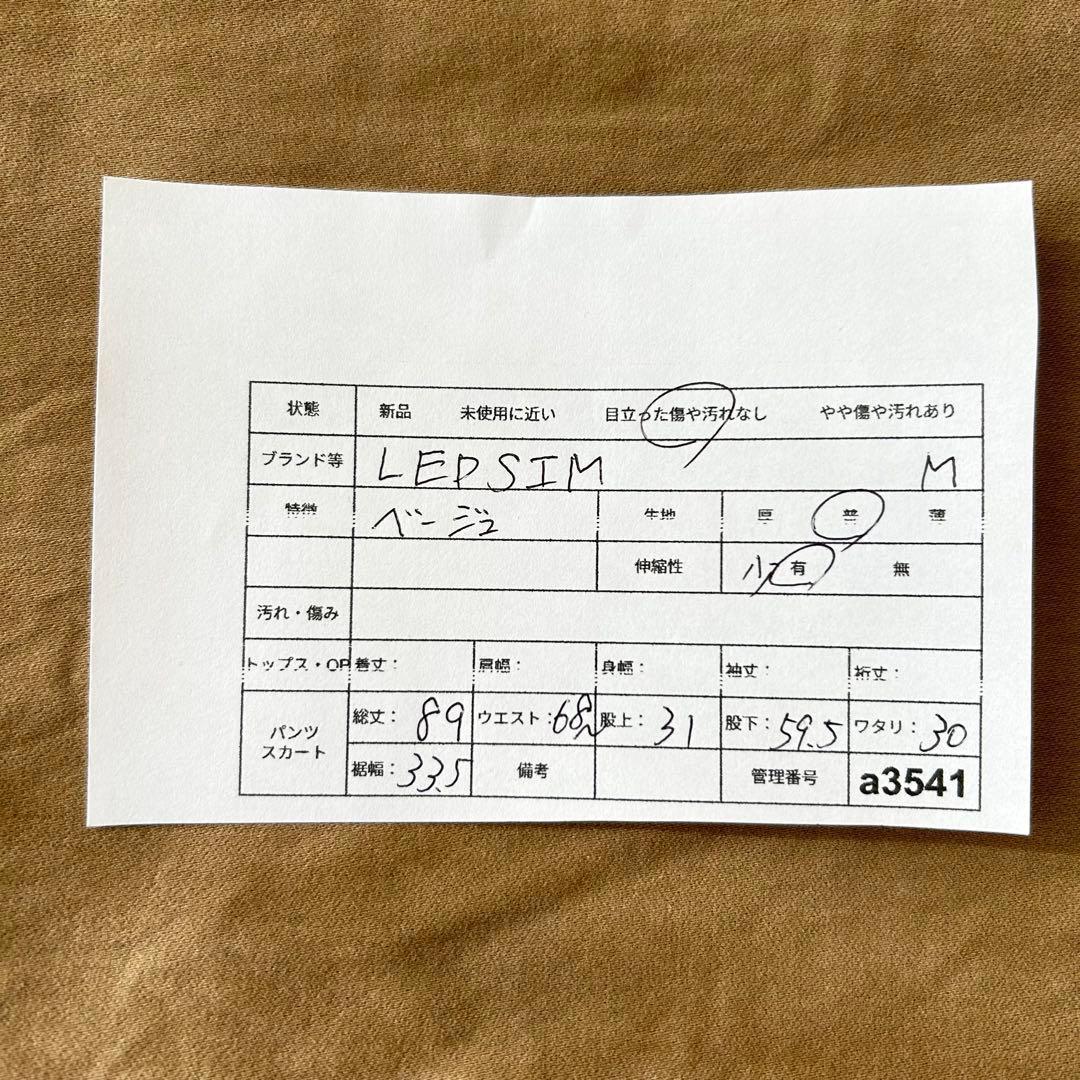 状態 新品 未使用に近い 目立った傷や汚れなし やや傷や汚れあり
ブランド等 LEPSIM M
特徴 ベージュ 生地 厚 普 薄
伸縮性 小 有 無
汚れ・傷み
トップス・OP 着丈： 肩幅： 身幅： 袖丈： 裄丈：
パンツ スカート 総丈：89 ウエスト：68~ 股上：31 股下：59.5 ワタリ：30
裾幅：33.5 備考 管理番号 a3541